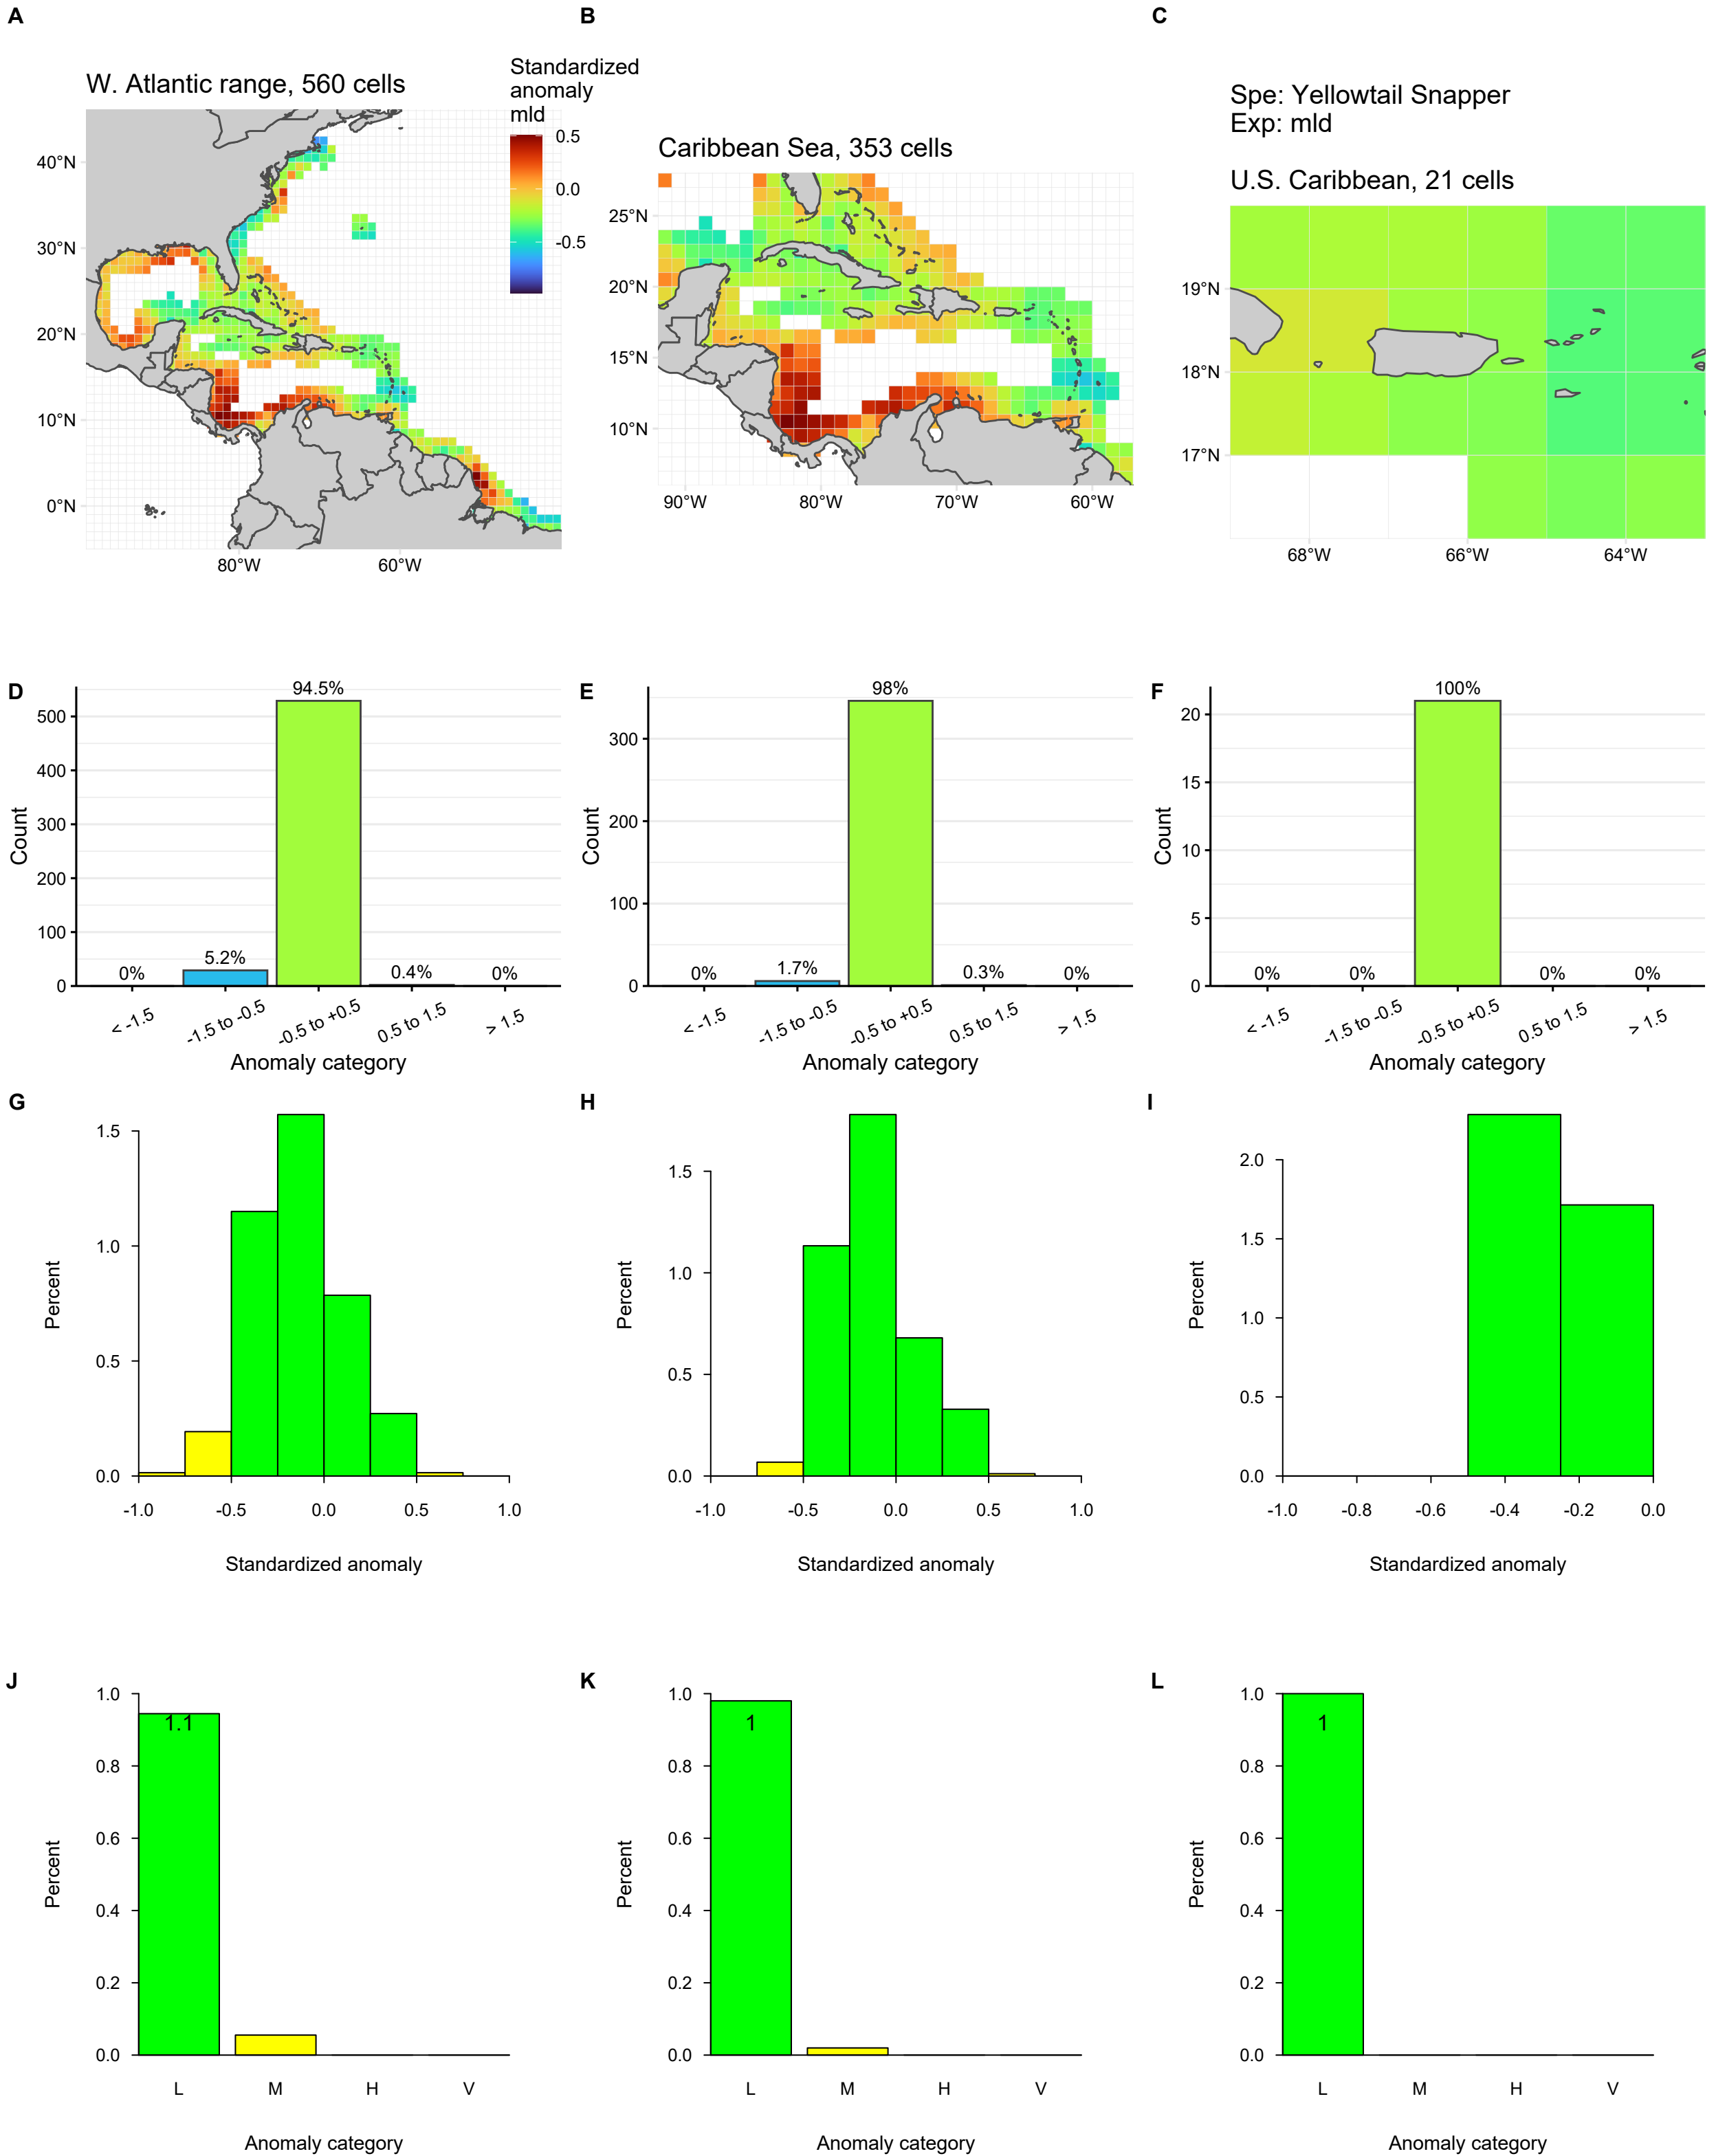 A
B
C
W. Atlantic range, 560 cells
Standardized
anomaly
mld
0.5
0.0
-0.5
40°N
30°N
20°N
10°N
0°N
80°W
60°W
Caribbean Sea, 353 cells
25°N
20°N
15°N
10°N
90°W
80°W
70°W
60°W
Spe: Yellowtail Snapper
Exp: mld
U.S. Caribbean, 21 cells
19°N
18°N
17°N
68°W
66°W
64°W
D
Count
500
400
300
200
100
0
0%
5.2%
94.5%
0.4%
0%
< -1.5
-1.5 to -0.5
-0.5 to +0.5
0.5 to 1.5
> 1.5
Anomaly category
E
Count
300
200
100
0
0%
1.7%
98%
0.3%
0%
< -1.5
-1.5 to -0.5
-0.5 to +0.5
0.5 to 1.5
> 1.5
Anomaly category
F
Count
20
15
10
5
0
0%
0%
100%
0%
0%
< -1.5
-1.5 to -0.5
-0.5 to +0.5
0.5 to 1.5
> 1.5
Anomaly category
G
Percent
1.5
1.0
0.5
0.0
-1.0
-0.5
0.0
0.5
1.0
Standardized anomaly
H
Percent
1.5
1.0
0.5
0.0
-1.0
-0.5
0.0
0.5
1.0
Standardized anomaly
I
Percent
2.0
1.5
1.0
0.5
0.0
-1.0
-0.8
-0.6
-0.4
-0.2
0.0
Standardized anomaly
J
Percent
1.0
0.8
0.6
0.4
0.2
0.0
1.1
L
M
H
V
Anomaly category
K
Percent
1.0
0.8
0.6
0.4
0.2
0.0
1
L
M
H
V
Anomaly category
L
Percent
1.0
0.8
0.6
0.4
0.2
0.0
1
L
M
H
V
Anomaly category